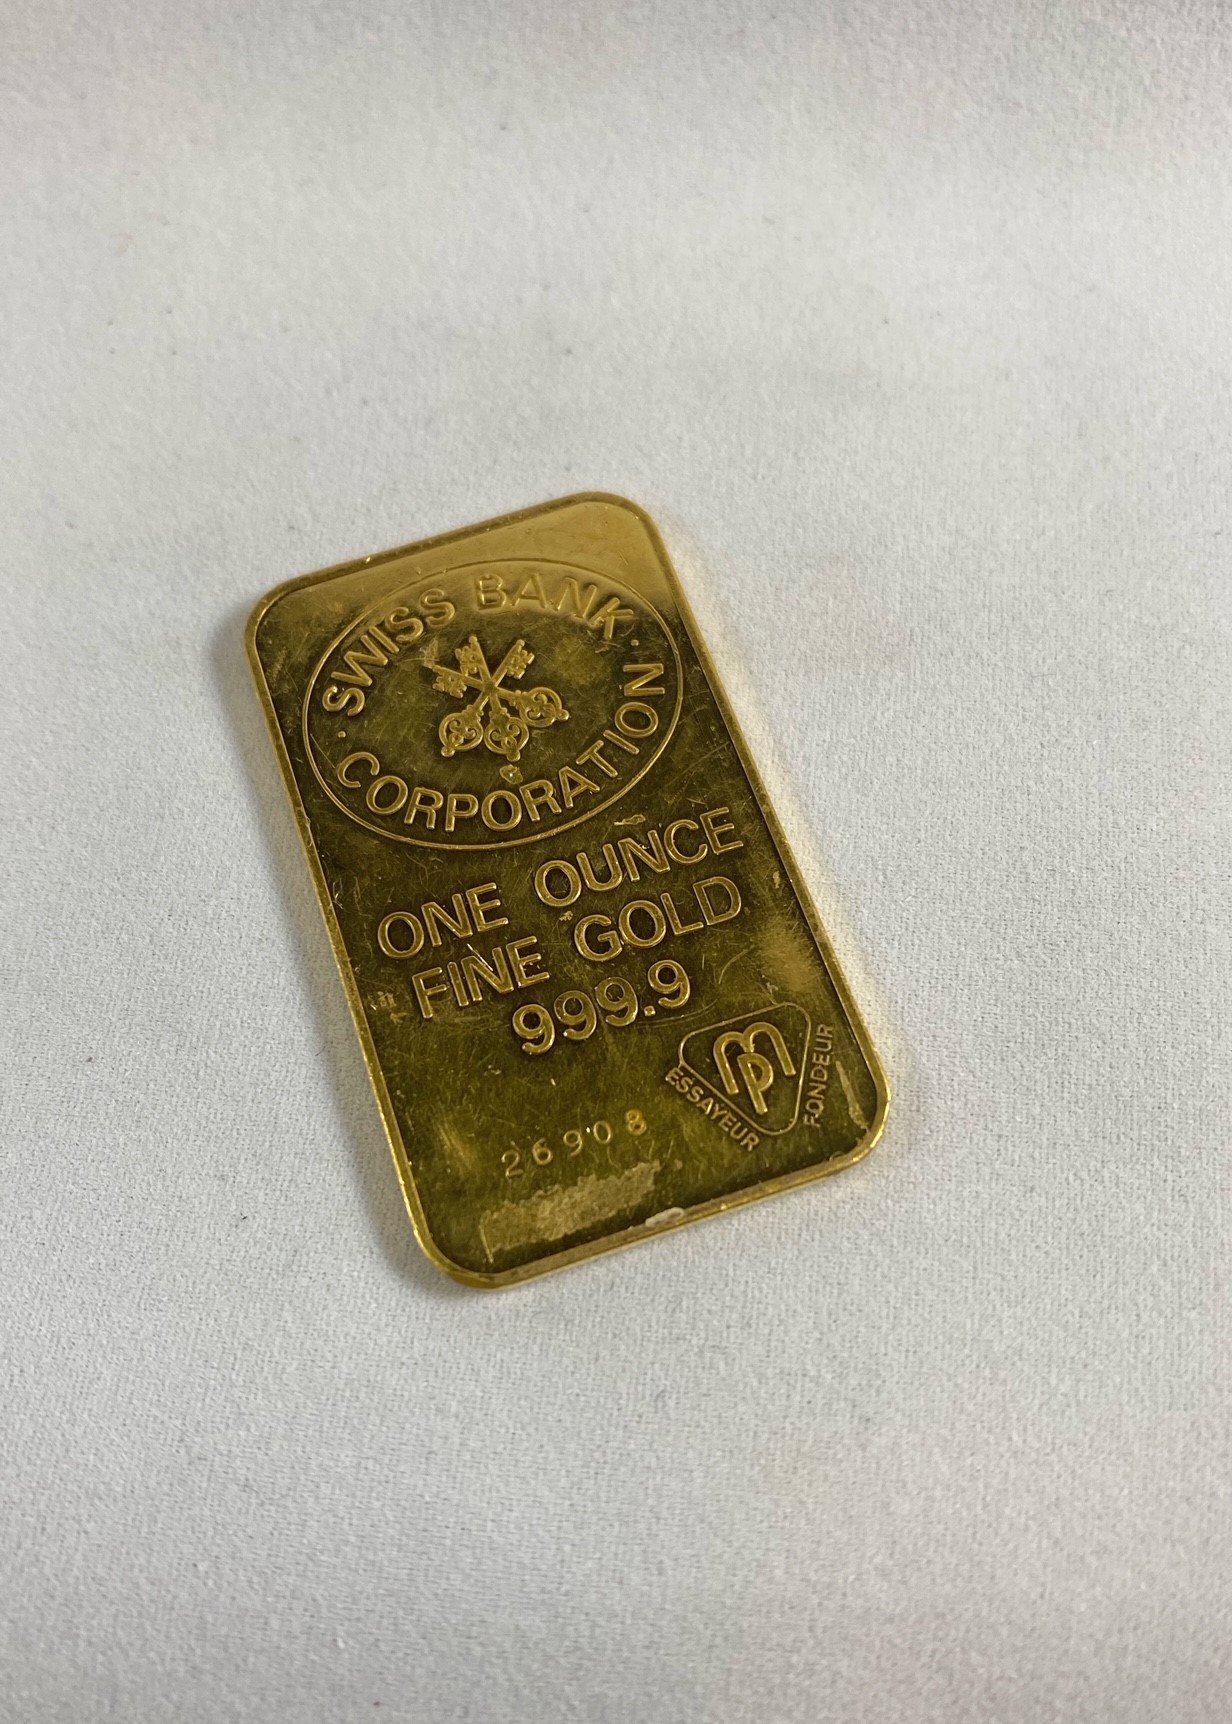 SWISS BANK
CORPORATION
ONE OUNCE
FINE GOLD
999.9
MP
ESSAYEUR
FONDEUR
26908